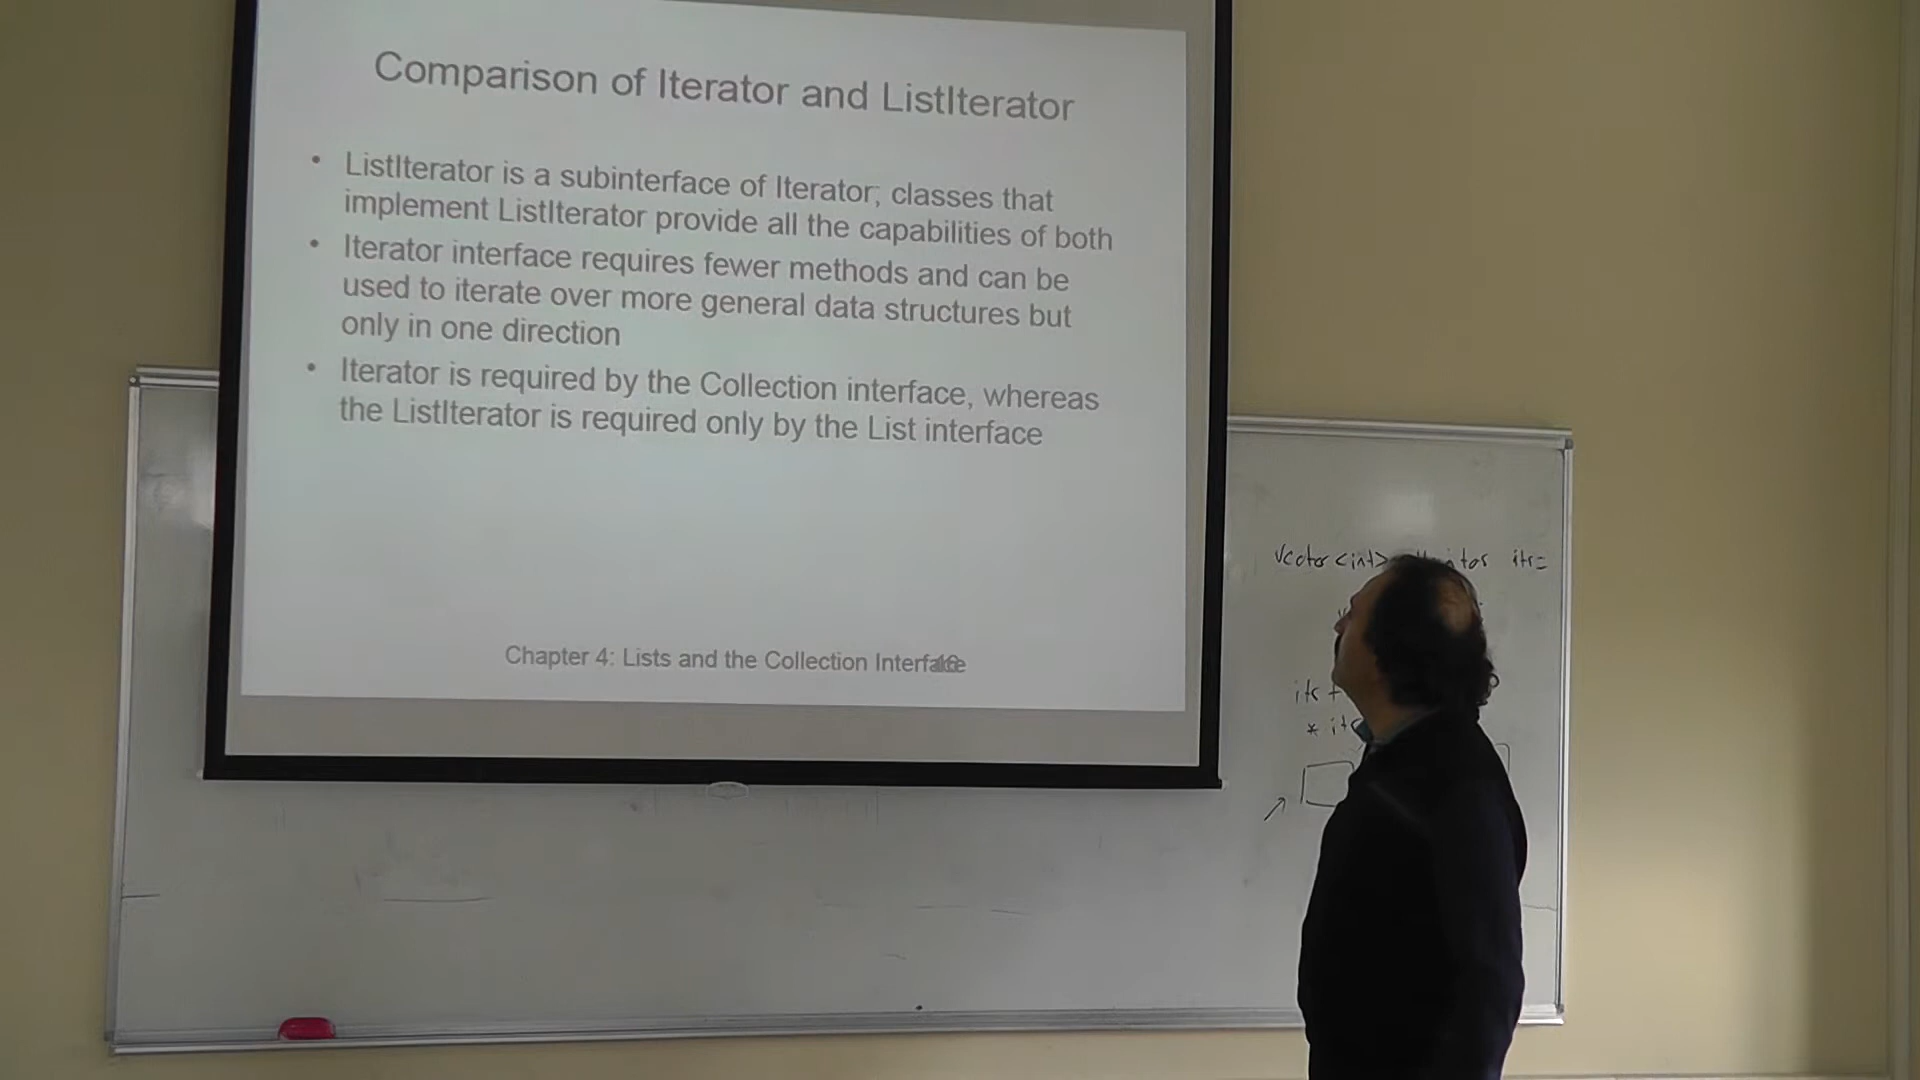 Comparison of Iterator and ListIterator
• ListIterator is a subinterface of Iterator; classes that
implement ListIterator provide all the capabilities of both
• Iterator interface requires fewer methods and can be
used to iterate over more general data structures but
only in one direction
• Iterator is required by the Collection interface, whereas
the ListIterator is required only by the List interface
Chapter 4: Lists and the Collection Interface
vector <int> itr=
itr +
* itr